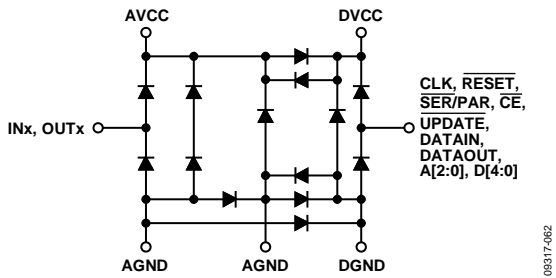 AVCC
DVCC
INx, OUTx
CLK, RESET,
SER/PAR, CE,
UPDATE,
DATAIN,
DATAOUT,
A[2:0], D[4:0]
AGND
AGND
DGND
09317-062